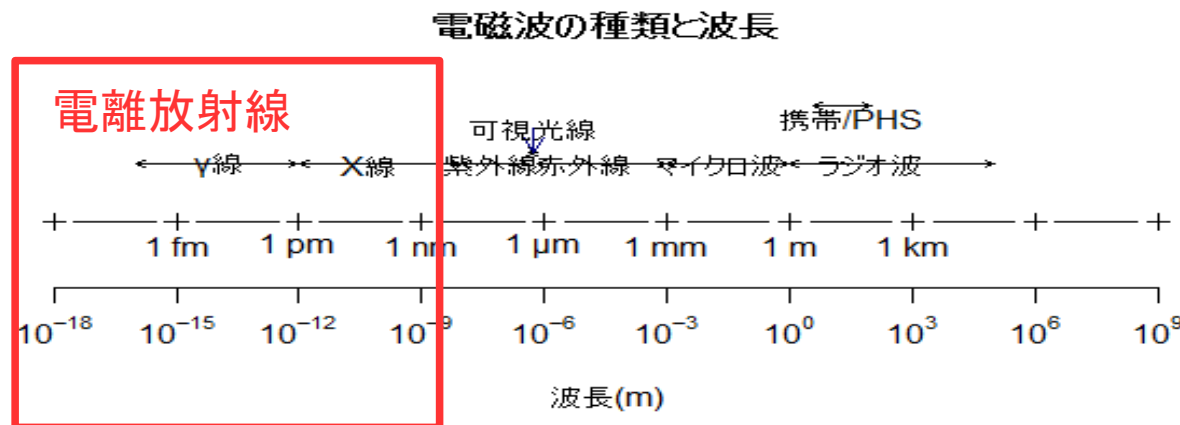 電磁波の種類と波長
電離放射線
可視光線
携帯/PHS
γ線 X線 紫外線 赤外線 マイクロ波 ラジオ波
1 fm 1 pm 1 nm 1 μm 1 mm 1 m 1 km
10⁻¹⁸ 10⁻¹⁵ 10⁻¹² 10⁻⁹ 10⁻⁶ 10⁻³ 10⁰ 10³ 10⁶ 10⁹
波長(m)